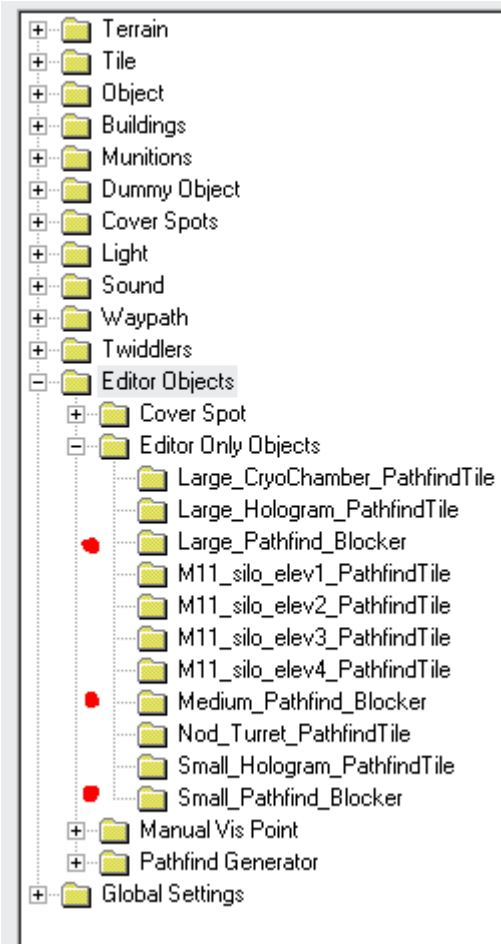 Terrain
Tile
Object
Buildings
Munitions
Dummy Object
Cover Spots
Light
Sound
Waypath
Twiddlers
Editor Objects
Cover Spot
Editor Only Objects
Large_CryoChamber_PathfindTile
Large_Hologram_PathfindTile
Large_Pathfind_Blocker
M11_silo_elev1_PathfindTile
M11_silo_elev2_PathfindTile
M11_silo_elev3_PathfindTile
M11_silo_elev4_PathfindTile
Medium_Pathfind_Blocker
Nod_Turret_PathfindTile
Small_Hologram_PathfindTile
Small_Pathfind_Blocker
Manual Vis Point
Pathfind Generator
Global Settings